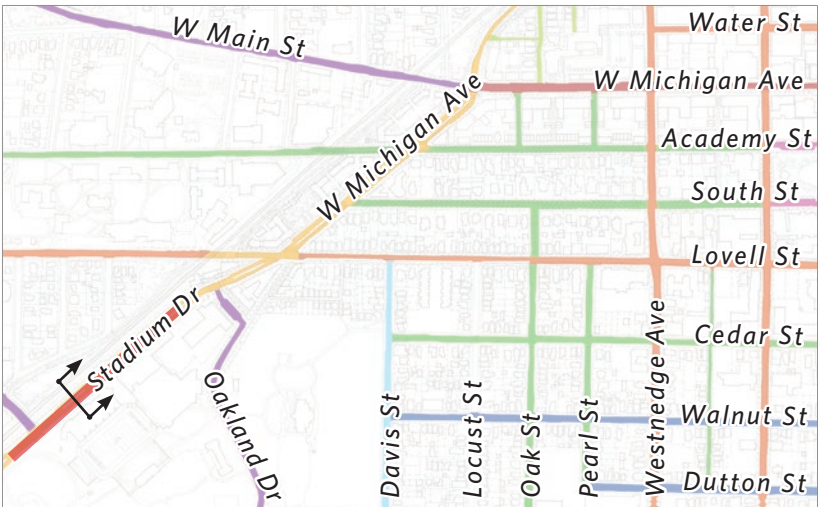 W Main St
Water St
W Michigan Ave
W Michigan Ave
Academy St
South St
Lovell St
Stadium Dr
Cedar St
Oakland Dr
Davis St
Locust St
Oak St
Pearl St
Westnedge Ave
Walnut St
Dutton St